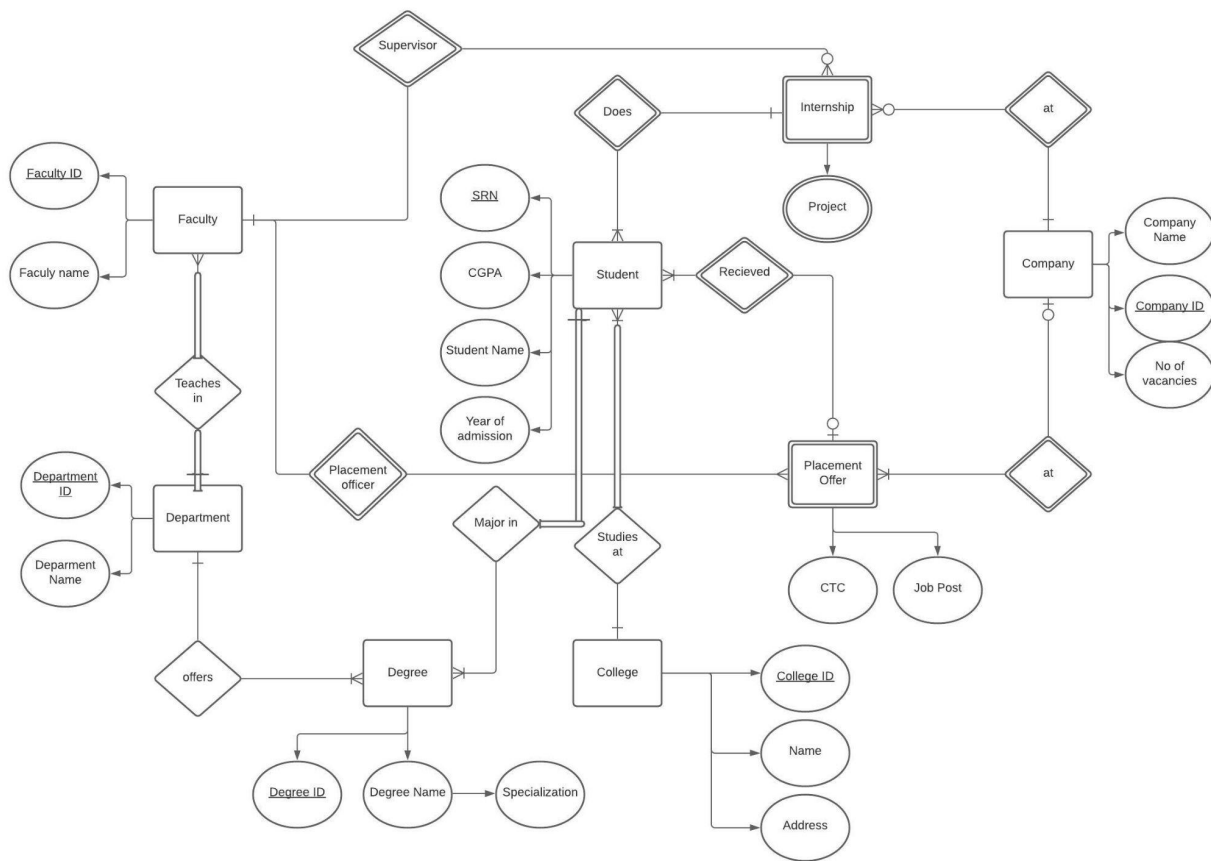 Supervisor
Internship
at
Does
Project
Faculty ID
Faculty
Faculy name
SRN
CGPA
Student
Recieved
Student Name
Year of
admission
Company
Company
Name
Company ID
No of
vacancies
Teaches
in
Placement
officer
Placement
Offer
at
Department
ID
Department
Deparment
Name
Major in
Studies
at
CTC
Job Post
offers
Degree
College
College ID
Name
Address
Degree ID
Degree Name
Specialization